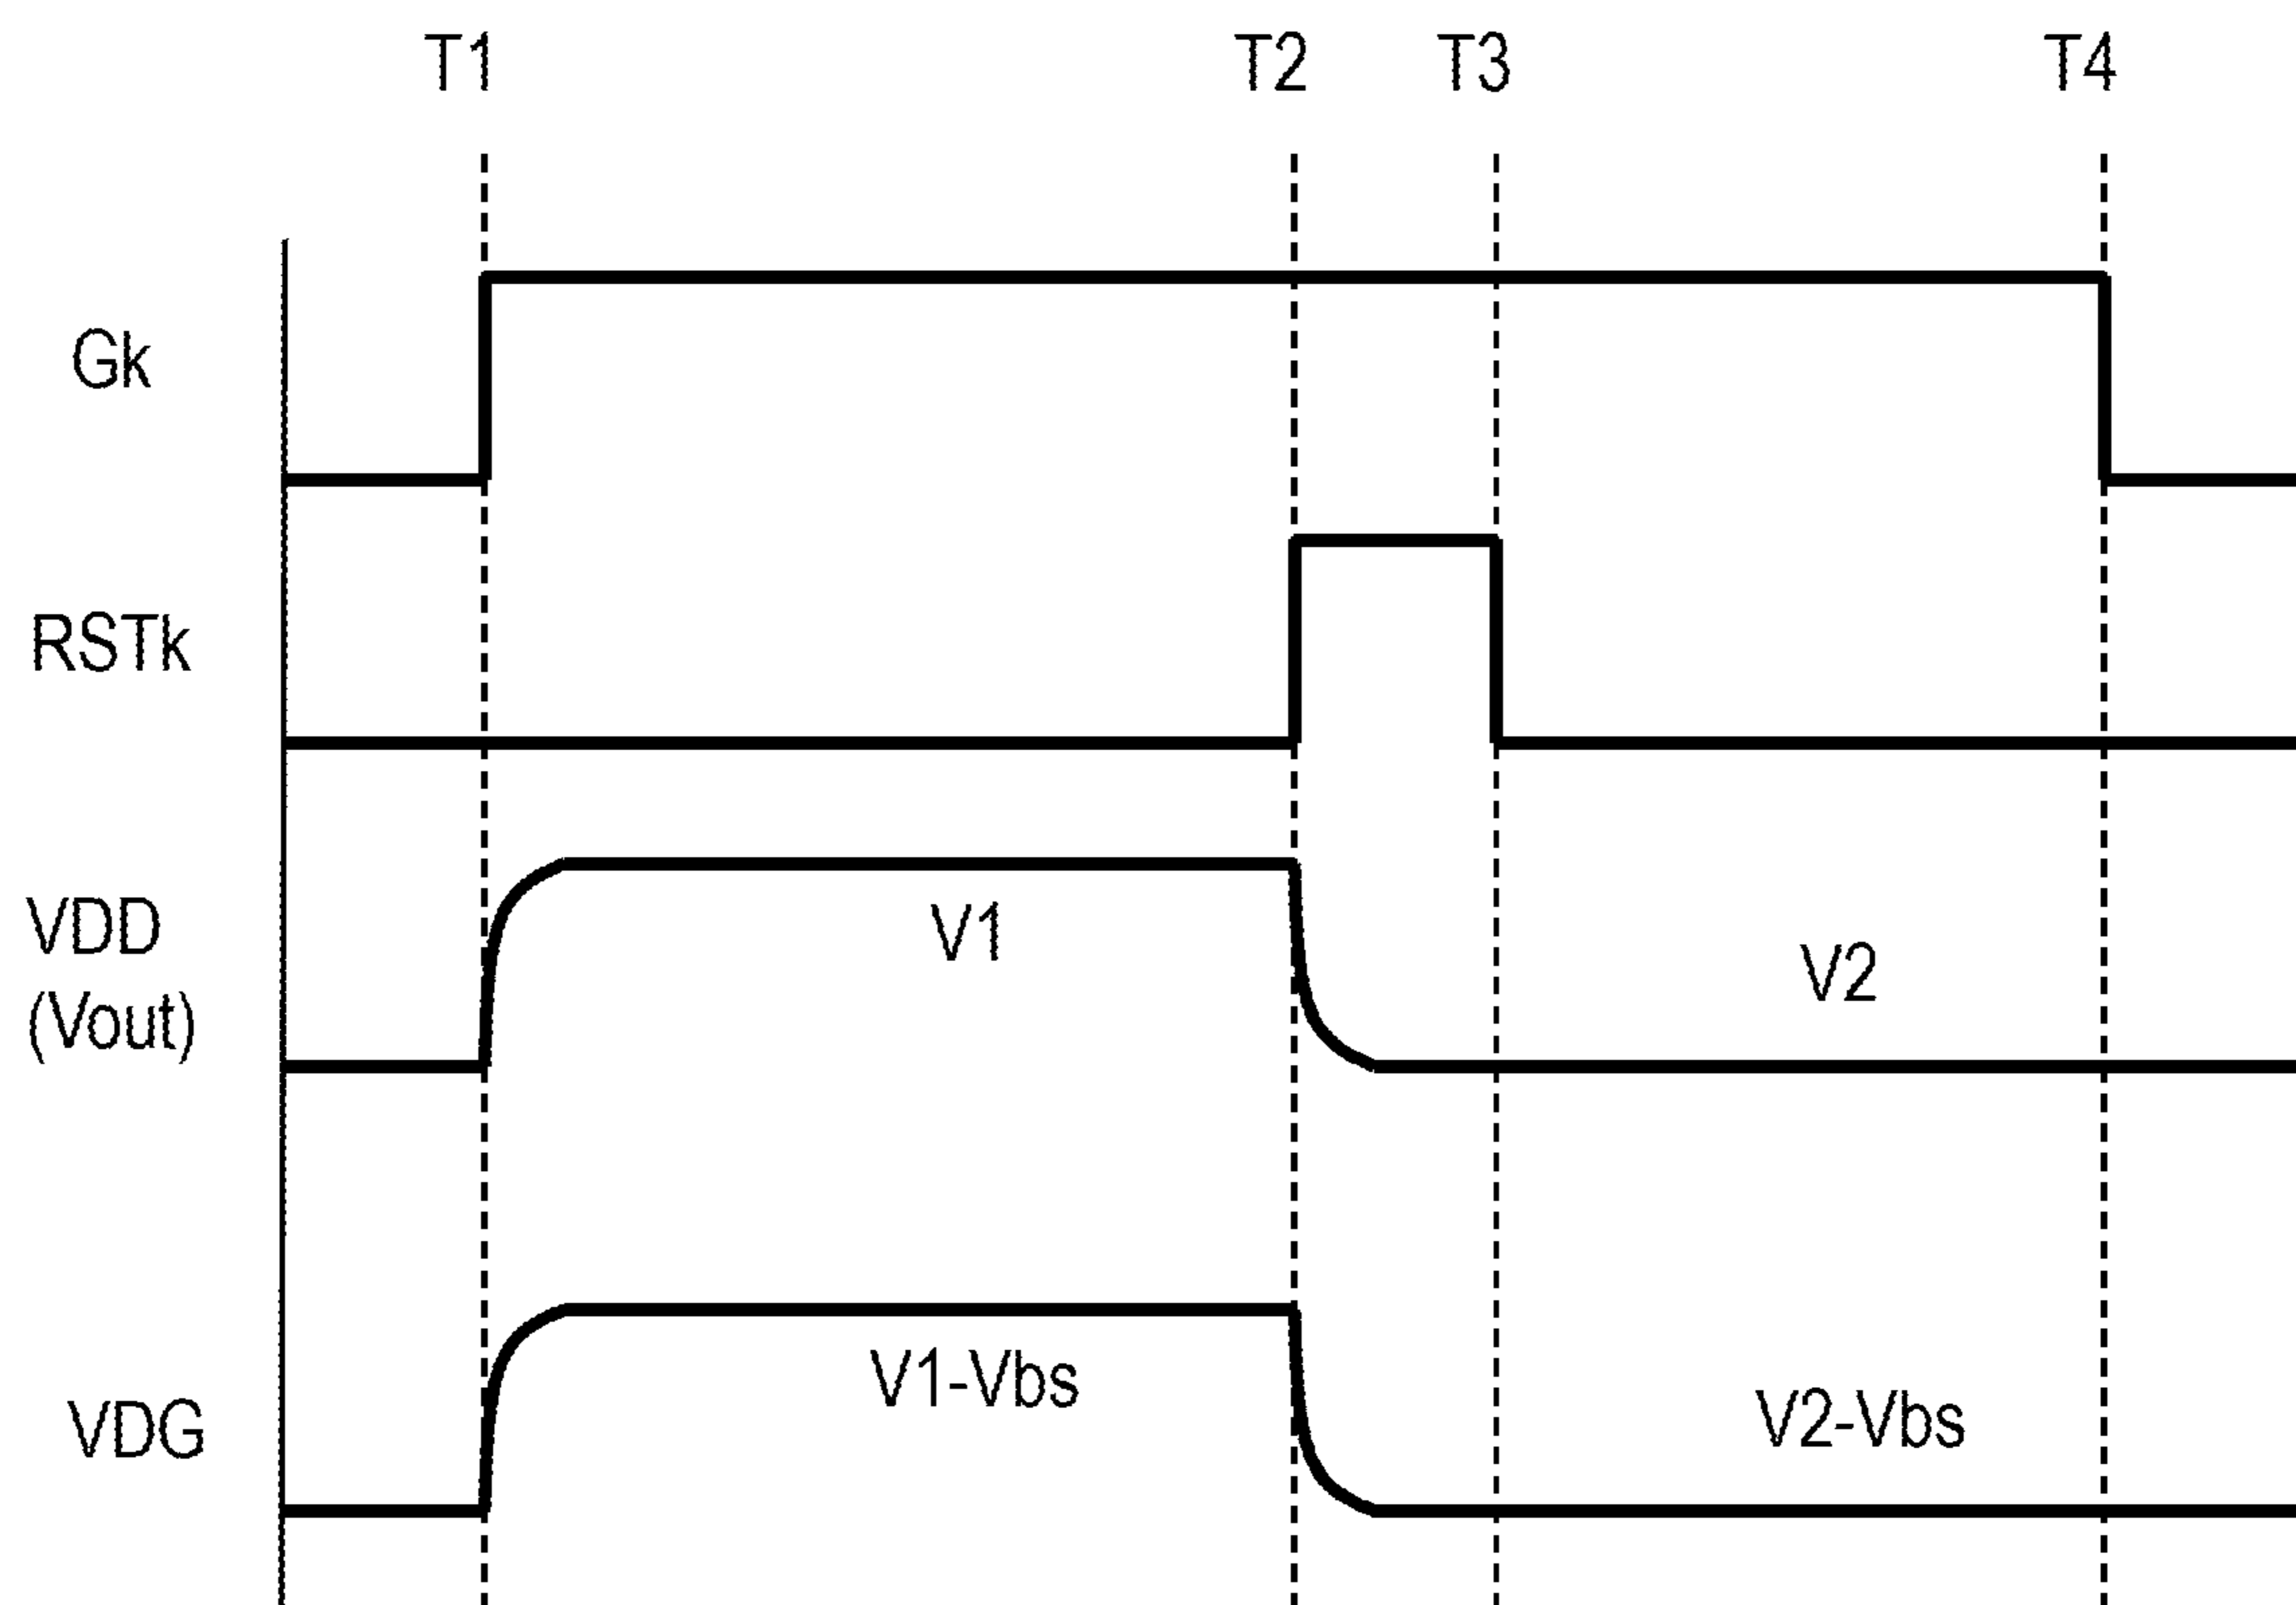 T1 T2 T3 T4
Gk
RSTk
VDD
(Vout)
V1
V2
VDG
V1-Vbs
V2-Vbs